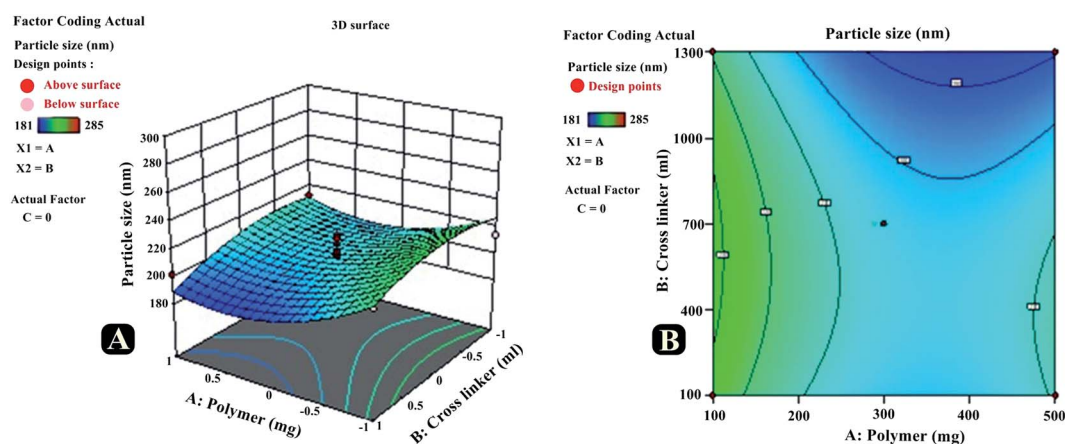 Factor Coding Actual
Particle size (nm)
Design points :
Above surface
Below surface
181 285
X1 = A
X2 = B
Actual Factor
C = 0
3D surface
Particle size (nm)
300
280
260
240
220
200
180
1
0.5
0
-0.5
-1
A: Polymer (mg)
1
0.5
0
-0.5
-1
B: Cross linker (ml)
A
Factor Coding Actual
Particle size (nm)
Design points
181 285
X1 = A
X2 = B
Actual Factor
C = 0
B
Particle size (nm)
B: Cross linker (ml)
1300
1000
700
400
100
100 200 300 400 500
A: Polymer (mg)
B